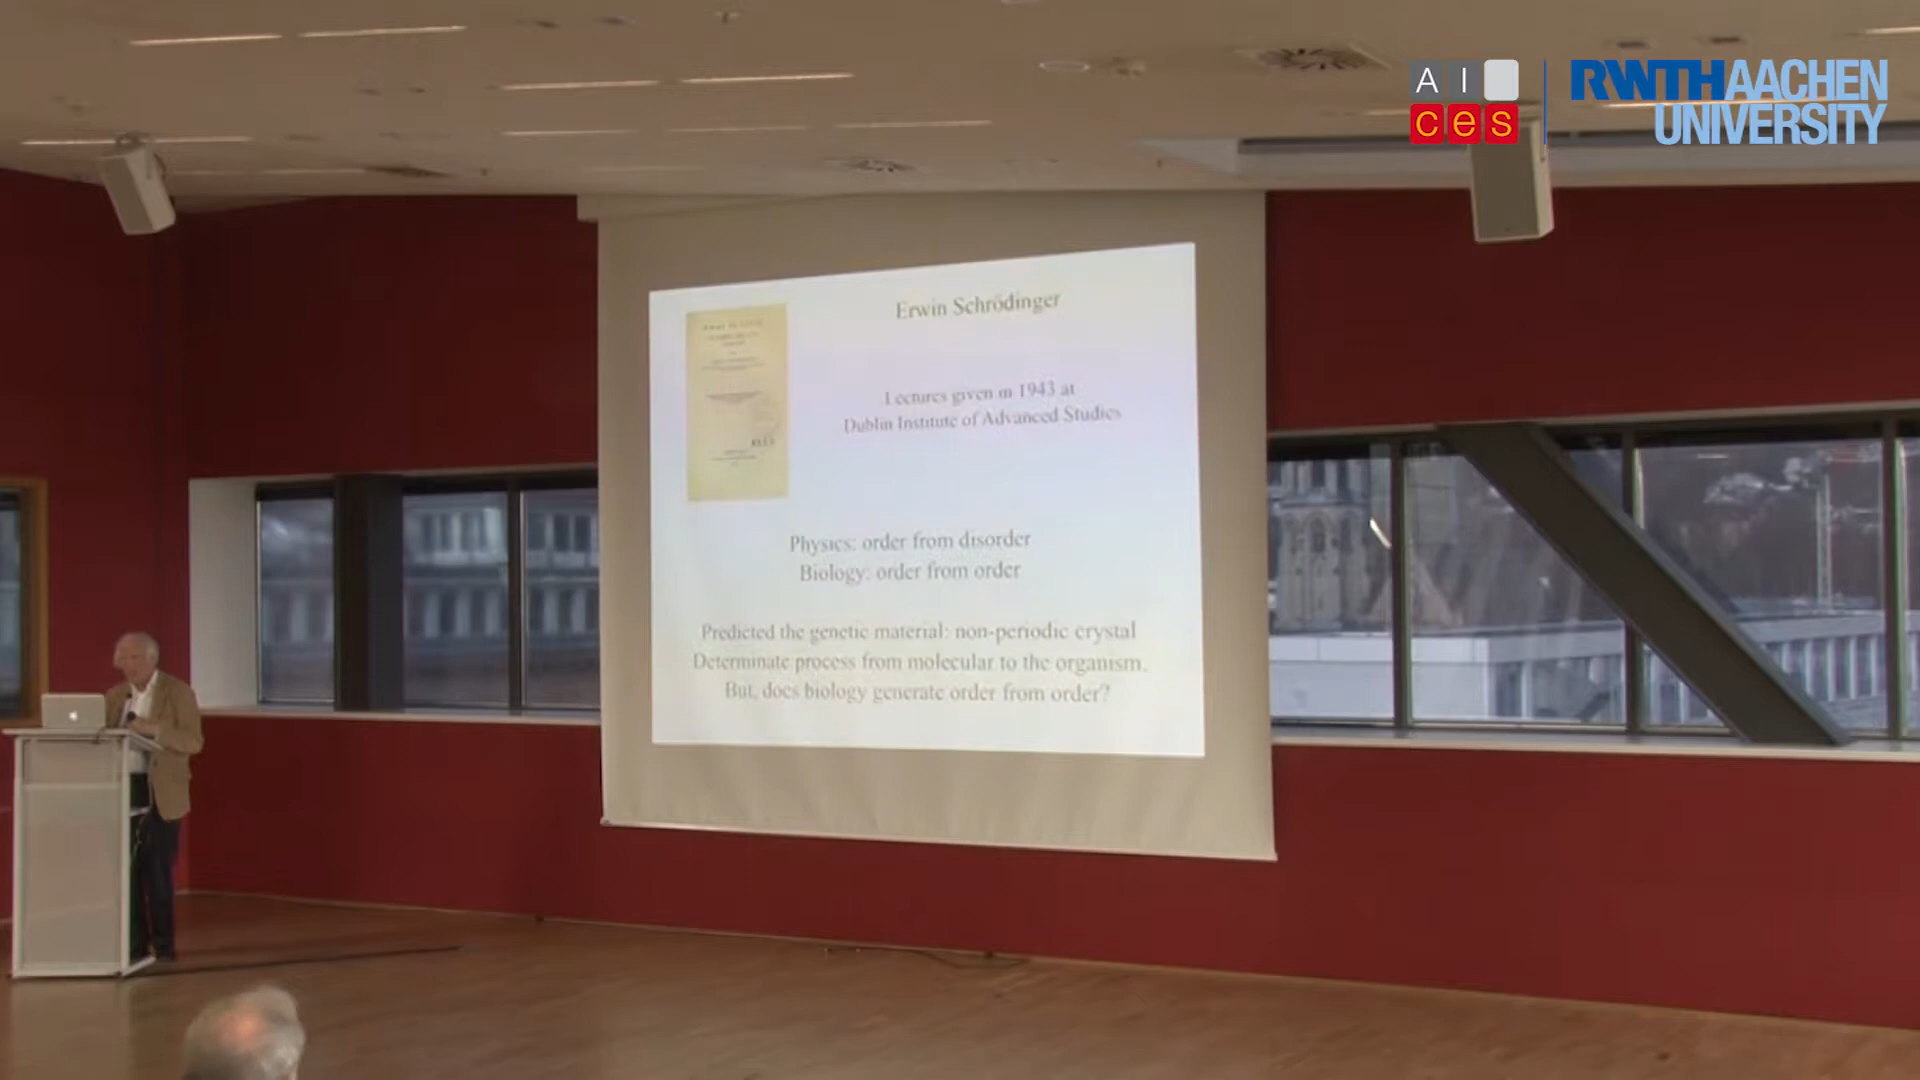 AI
ces
RWTHAACHEN
UNIVERSITY
Erwin Schrödinger
Lectures given in 1943 at
Dublin Institute of Advanced Studies
Physics: order from disorder
Biology: order from order
Predicted the genetic material: non-periodic crystal
Determinate process from molecular to the organism.
But, does biology generate order from order?